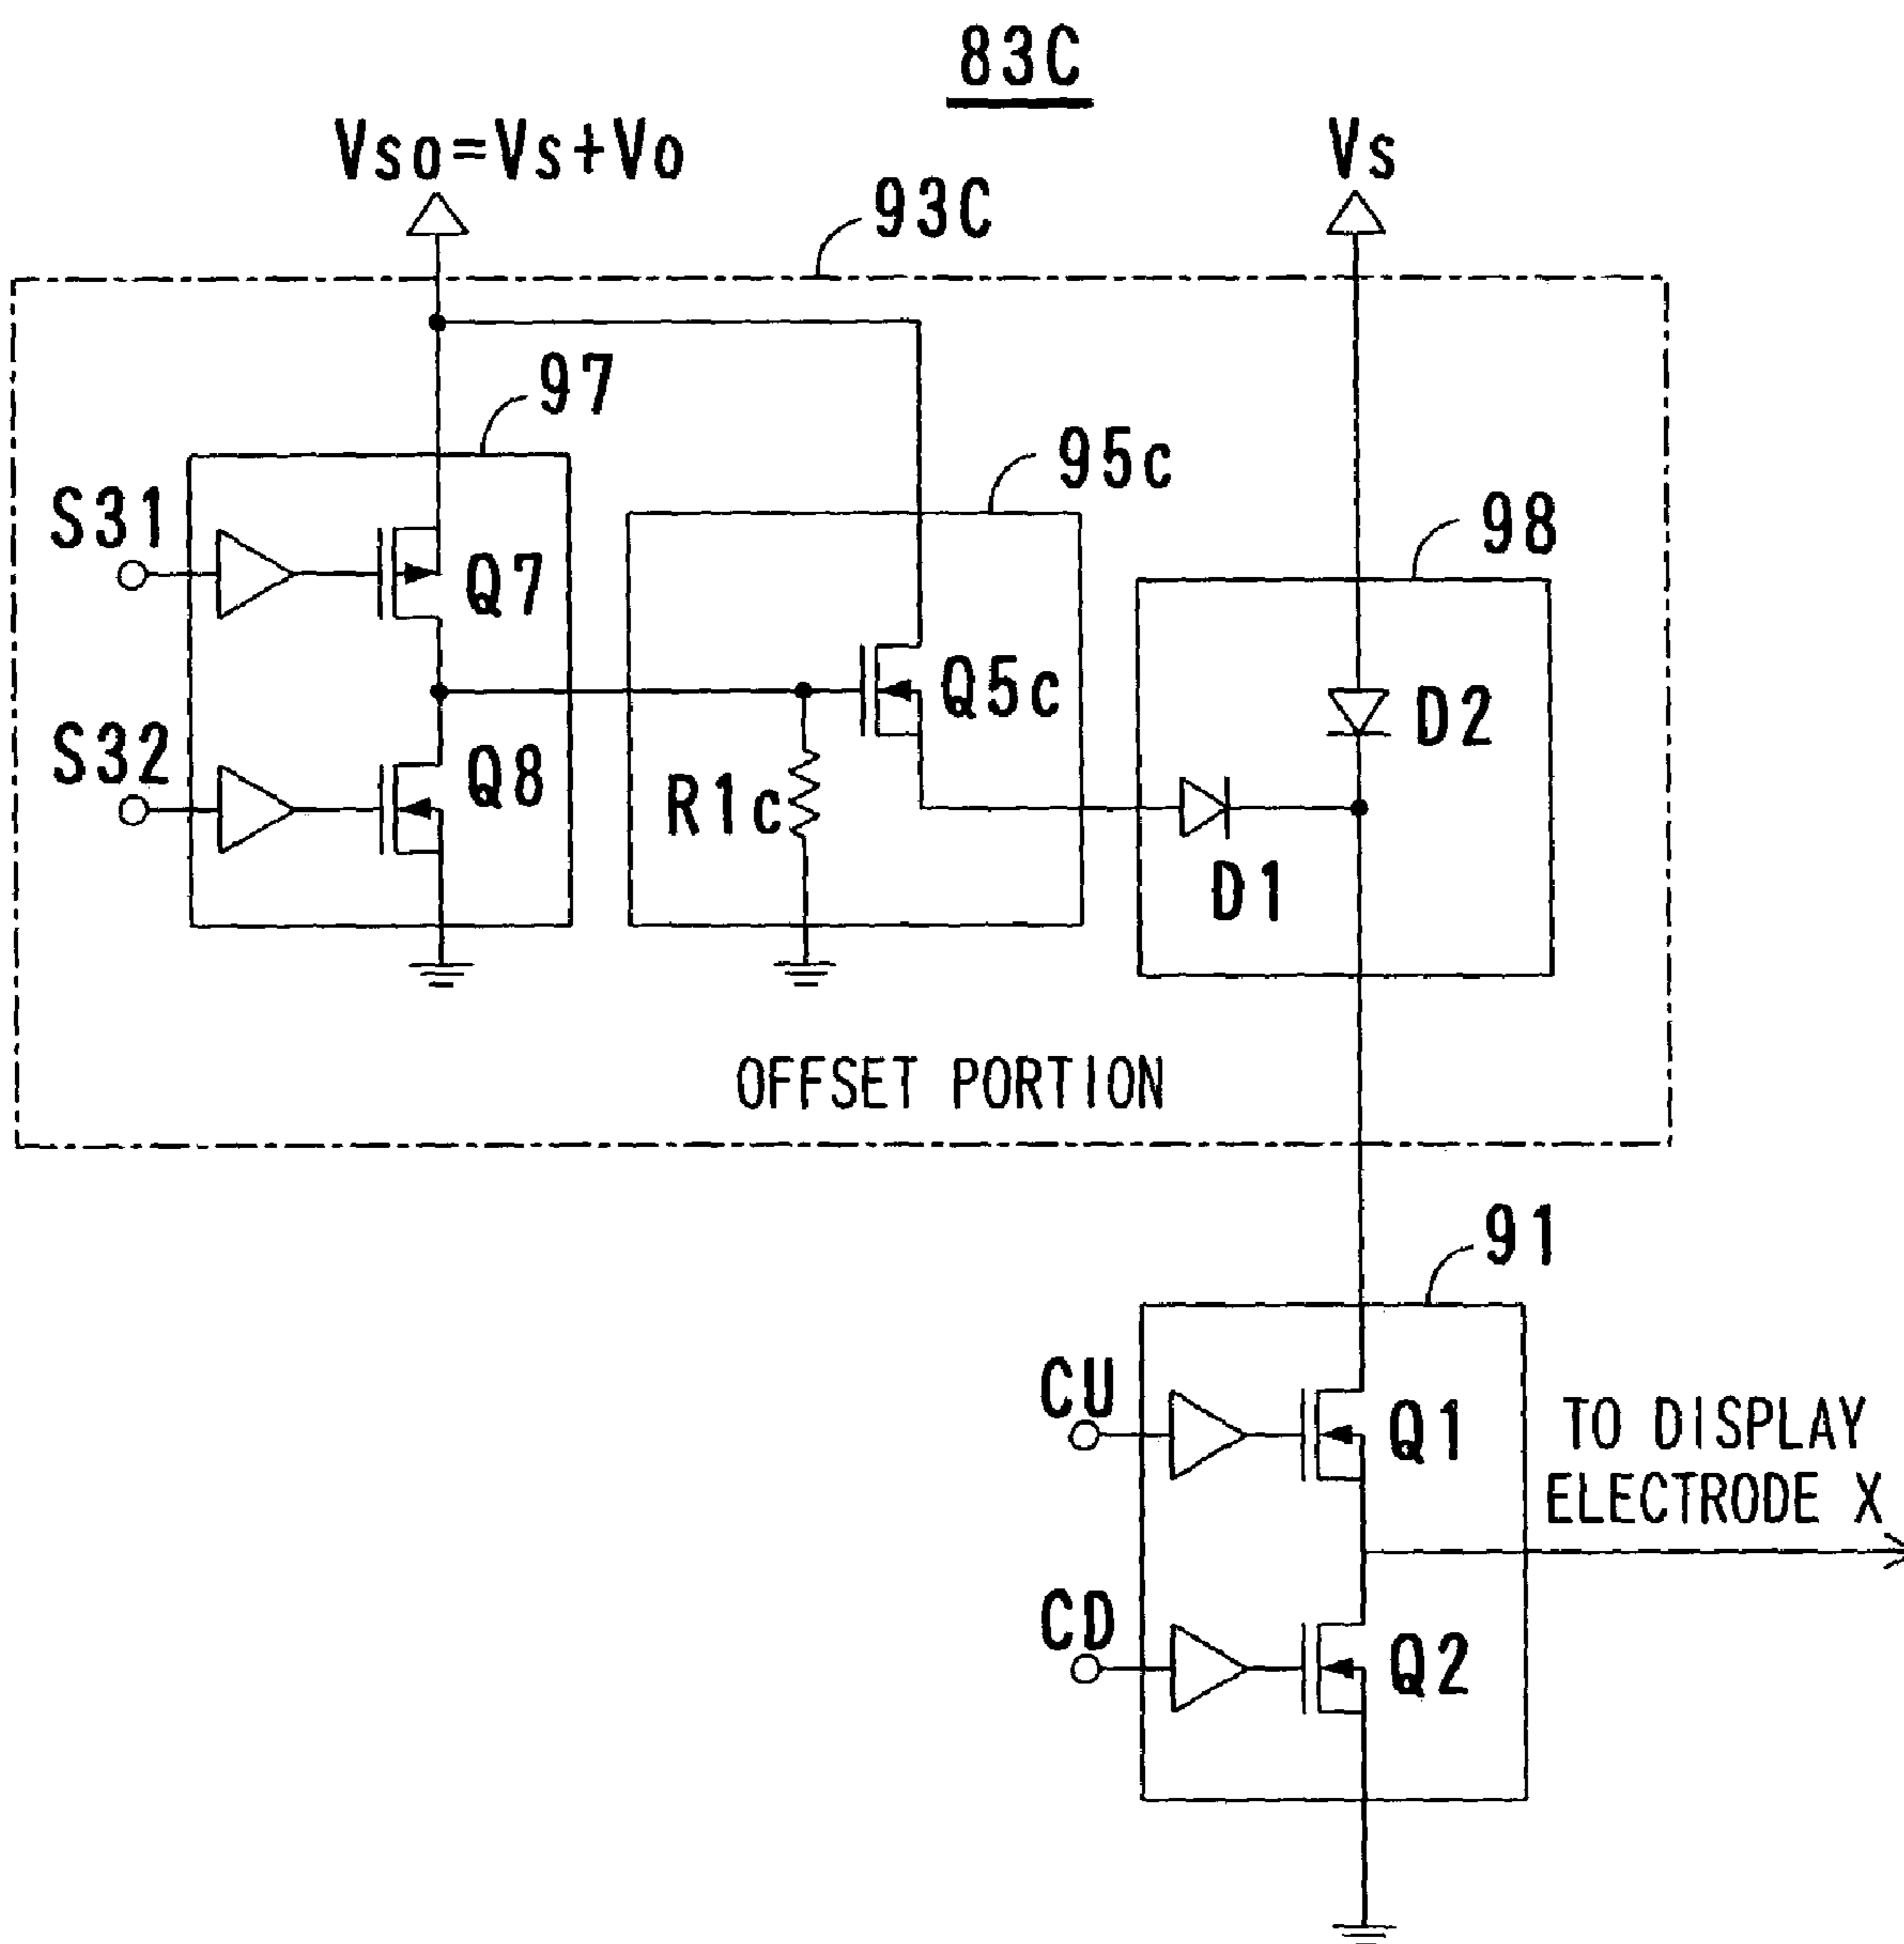 83C
Vso=Vs+Vo
Vs
93C
97
95c
98
S31
Q7
Q5c
D2
S32
Q8
R1c
D1
OFFSET PORTION
91
CU
Q1
TO DISPLAY
ELECTRODE X
CD
Q2